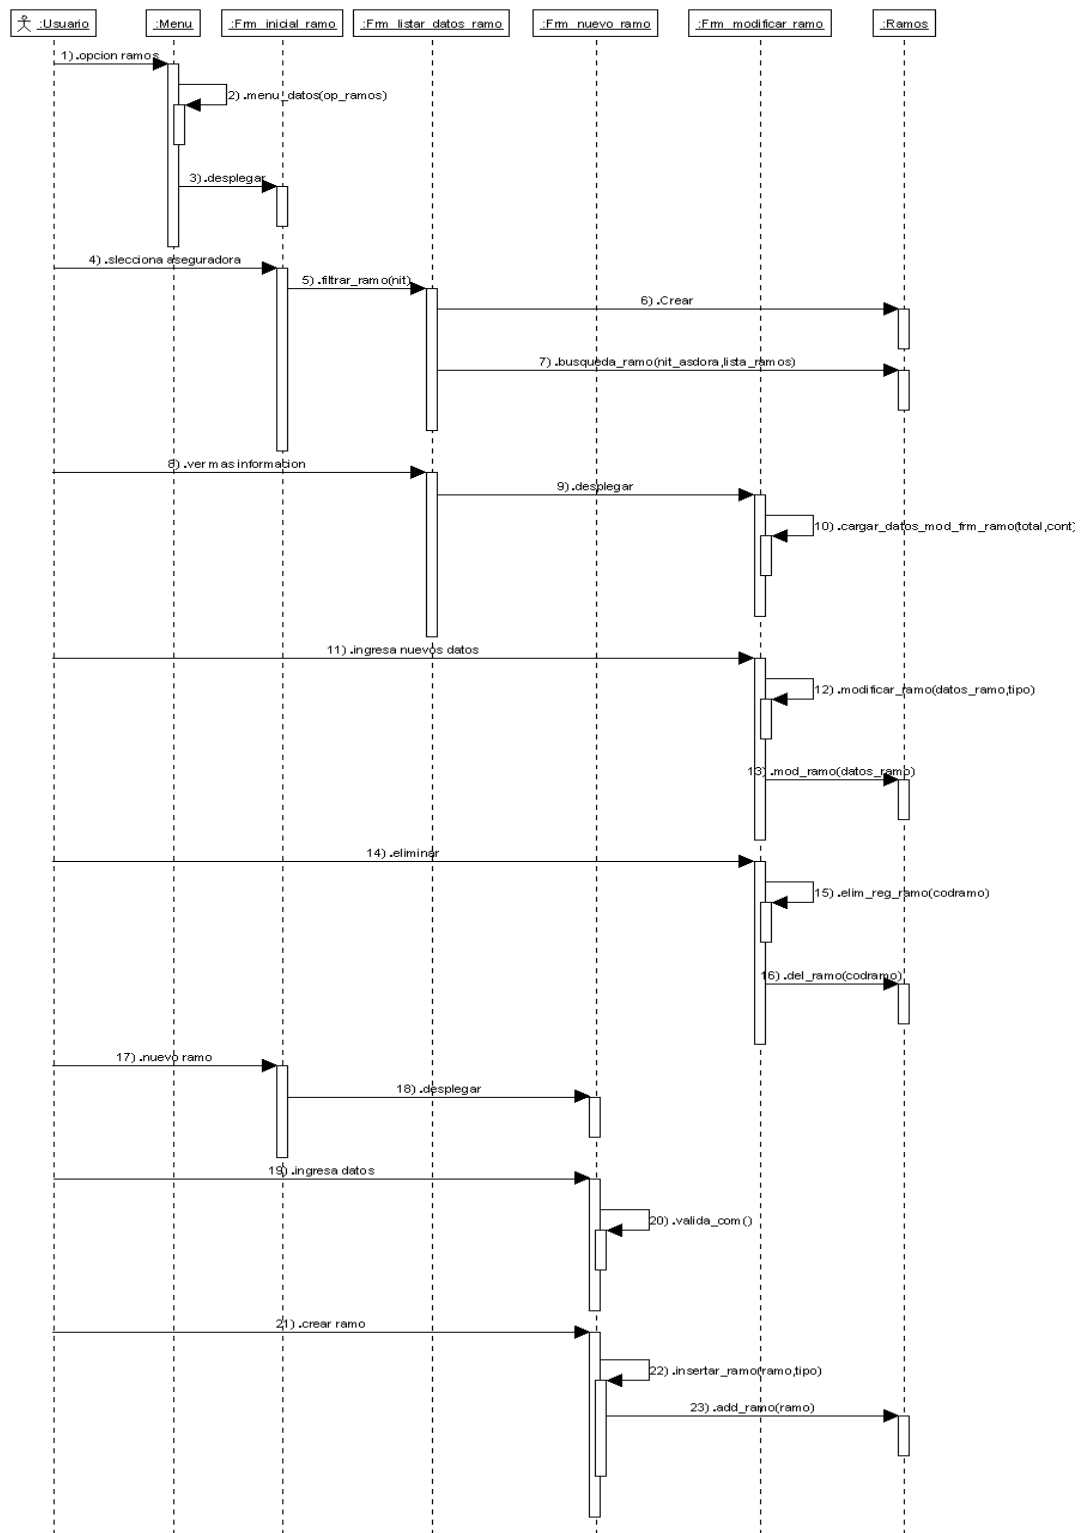 :Usuario
:Menu
:Frm_inicial_ramo
:Frm_listar_datos_ramo
:Frm_nuevo_ramo
:Frm_modificar_ramo
:Ramos
1) .opcion ramos
2) .menu_datos(op_ramos)
3) .desplegar
4) .slecciona aseguradora
5) .filtrar_ramo(nit)
6) .Crear
7) .busqueda_ramo(nit_asdora,lista_ramos)
8) .ver mas informacion
9) .desplegar
10) .cargar_datos_mod_frm_ramo(total,cont)
11) .ingresa nuevos datos
12) .modificar_ramo(datos_ramo,tipo)
13) .mod_ramo(datos_ramo)
14) .eliminar
15) .elim_reg_ramo(codramo)
16) .del_ramo(codramo)
17) .nuevo ramo
18) .desplegar
19) .ingresa datos
20) .valida_com()
21) .crear ramo
22) .insertar_ramo(ramo,tipo)
23) .add_ramo(ramo)